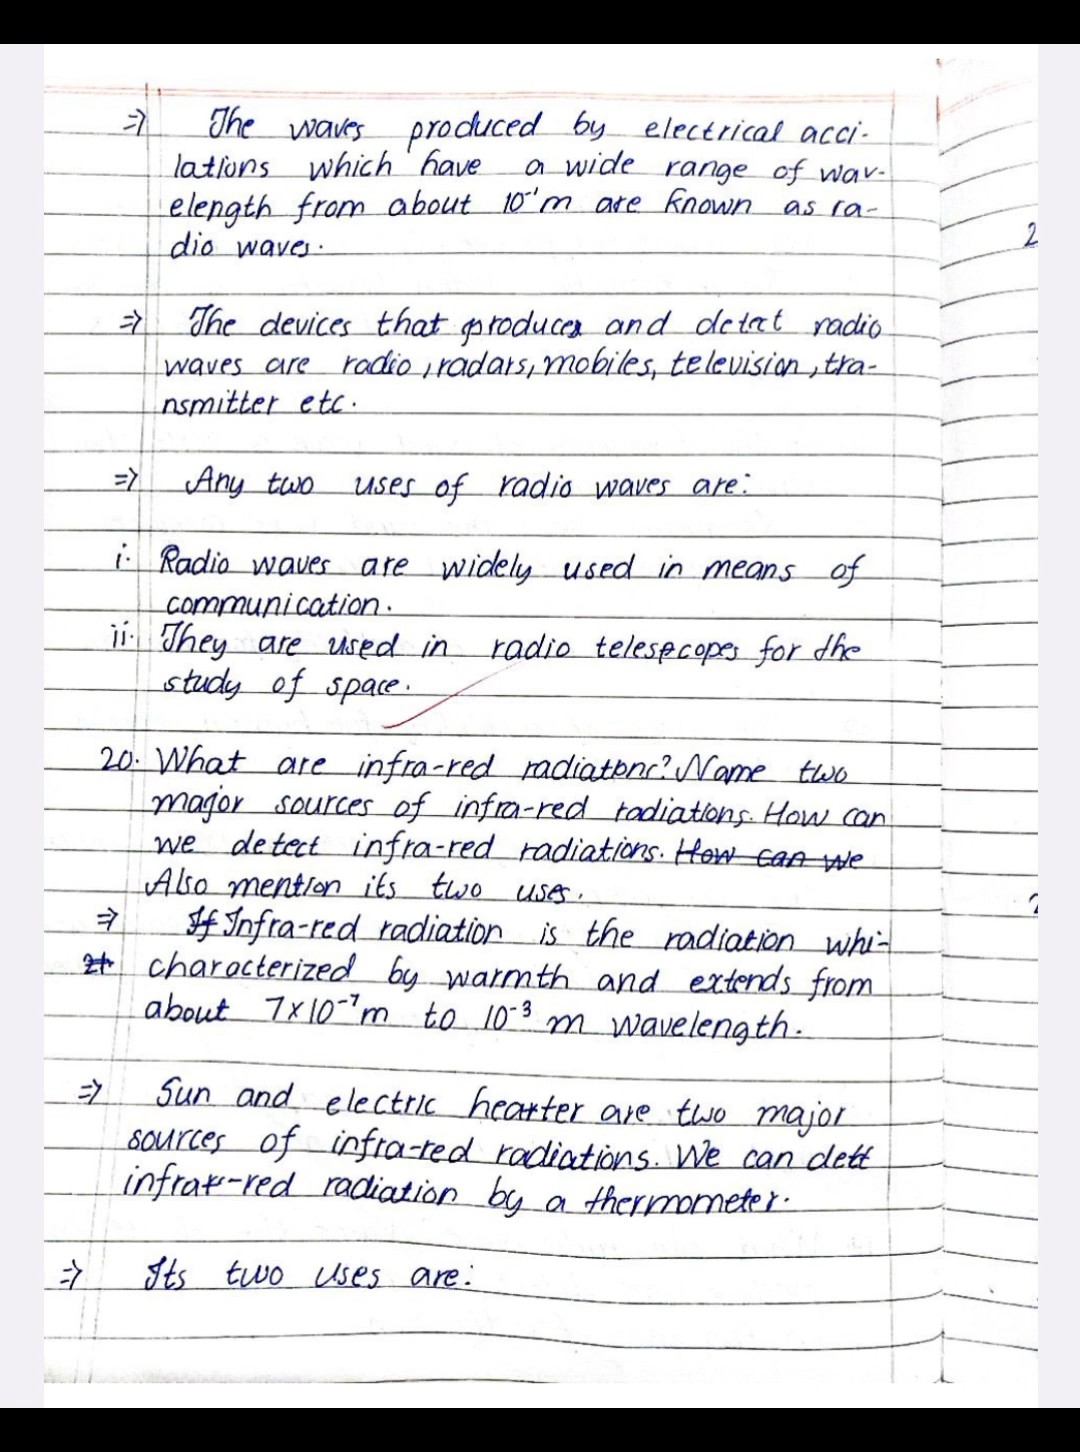 ⇒ The waves produced by electrical acci-
lations which have a wide range of wav-
elength from about 10⁻¹m are known as ra-
dio waves.
⇒ The devices that produces and detect radio
waves are radio, radars, mobiles, television, tra-
nsmitter etc.
⇒ Any two uses of radio waves are:
i. Radio waves are widely used in means of
communication.
ii. They are used in radio telescopes for the
study of space.
20. What are infra-red radiations? Name two
major sources of infra-red radiations. How can
we detect infra-red radiations. How can we
Also mention its two uses.
⇒ If Infra-red radiation is the radiation whi-
characterized by warmth and extends from
about 7×10⁻⁷m to 10⁻³ m wavelength.
⇒ Sun and electric hearter are two major
sources of infra-red radiations. We can dett
infrar-red radiation by a thermometer.
⇒ Its two uses are:
2